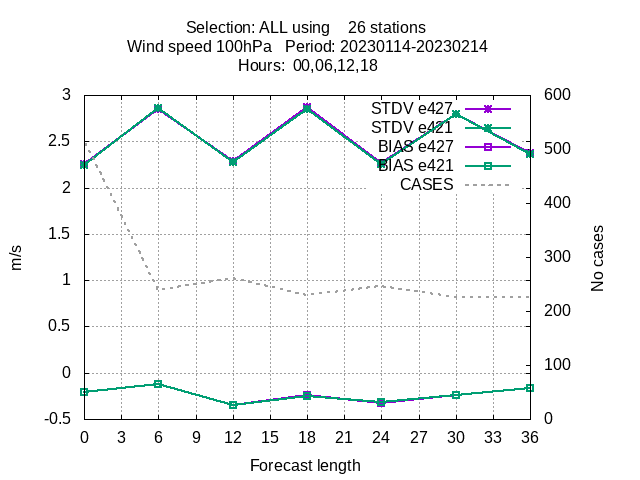 Selection: ALL using    26 stations
Wind speed 100hPa   Period: 20230114-20230214
Hours:  00,06,12,18
STDV e427
STDV e421
BIAS e427
BIAS e421
CASES
3
2.5
2
1.5
1
0.5
0
-0.5
m/s
600
500
400
300
200
100
0
No cases
0 3 6 9 12 15 18 21 24 27 30 33 36
Forecast length